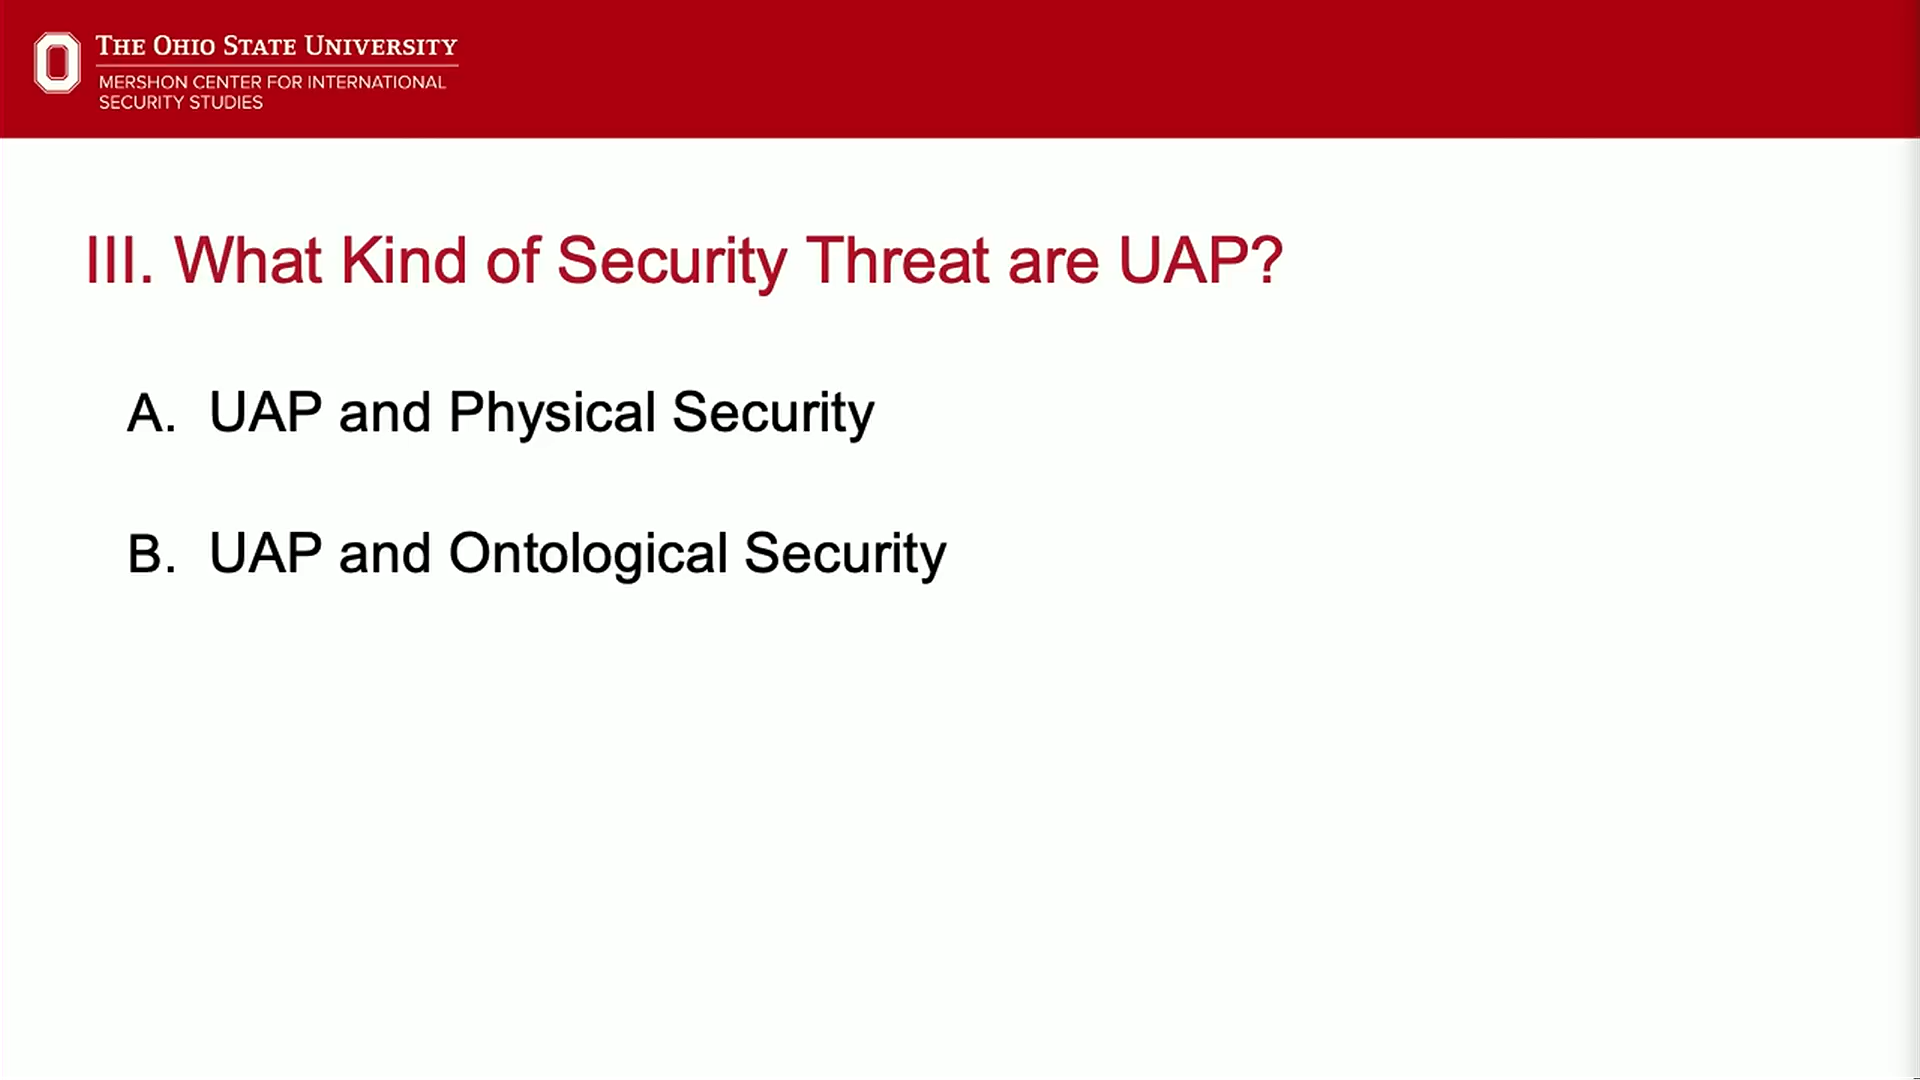 THE OHIO STATE UNIVERSITY
MERSHON CENTER FOR INTERNATIONAL
SECURITY STUDIES
III. What Kind of Security Threat are UAP?
A. UAP and Physical Security
B. UAP and Ontological Security